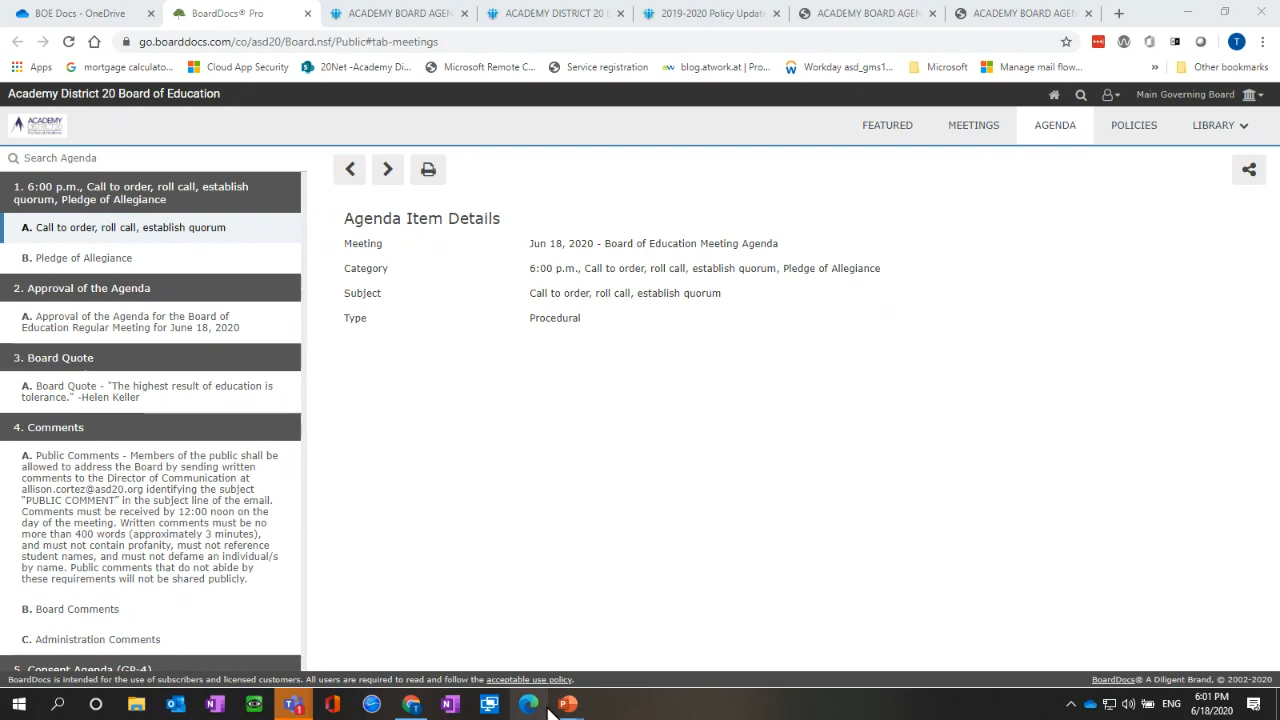 BOE Docs - OneDrive
BoardDocs® Pro
ACADEMY BOARD AGEN
ACADEMY DISTRICT 20 E
2019-2020 Policy Updat
ACADEMY BOARD AGEN
ACADEMY BOARD AGEN
go.boarddocs.com/co/asd20/Board.nsf/Public#tab-meetings
T
Apps
mortgage calculato...
Cloud App Security
20Net -Academy Di...
Microsoft Remote C...
Service registration
blog.atwork.at | Pro...
Workday asd_gms1...
Microsoft
Manage mail flow...
»
Other bookmarks
Academy District 20 Board of Education
Main Governing Board
ACADEMY
FEATURED
MEETINGS
AGENDA
POLICIES
LIBRARY
Search Agenda
1. 6:00 p.m., Call to order, roll call, establish
quorum, Pledge of Allegiance
A. Call to order, roll call, establish quorum
B. Pledge of Allegiance
2. Approval of the Agenda
A. Approval of the Agenda for the Board of
Education Regular Meeting for June 18, 2020
3. Board Quote
A. Board Quote - "The highest result of education is
tolerance." -Helen Keller
4. Comments
A. Public Comments - Members of the public shall be
allowed to address the Board by sending written
comments to the Director of Communication at
allison.cortez@asd20.org identifying the subject
"PUBLIC COMMENT" in the subject line of the email.
Comments must be received by 12:00 noon on the
day of the meeting. Written comments must be no
more than 400 words (approximately 3 minutes),
and must not contain profanity, must not reference
student names, and must not defame an individual/s
by name. Public comments that do not abide by
these requirements will not be shared publicly.
B. Board Comments
C. Administration Comments
5. Consent Agenda (GP-4)
Agenda Item Details
Meeting
Jun 18, 2020 - Board of Education Meeting Agenda
Category
6:00 p.m., Call to order, roll call, establish quorum, Pledge of Allegiance
Subject
Call to order, roll call, establish quorum
Type
Procedural
BoardDocs is intended for the use of subscribers and licensed customers. All users are required to read and follow the acceptable use policy.
BoardDocs® A Diligent Brand, © 2002-2020
ENG
6:01 PM
6/18/2020